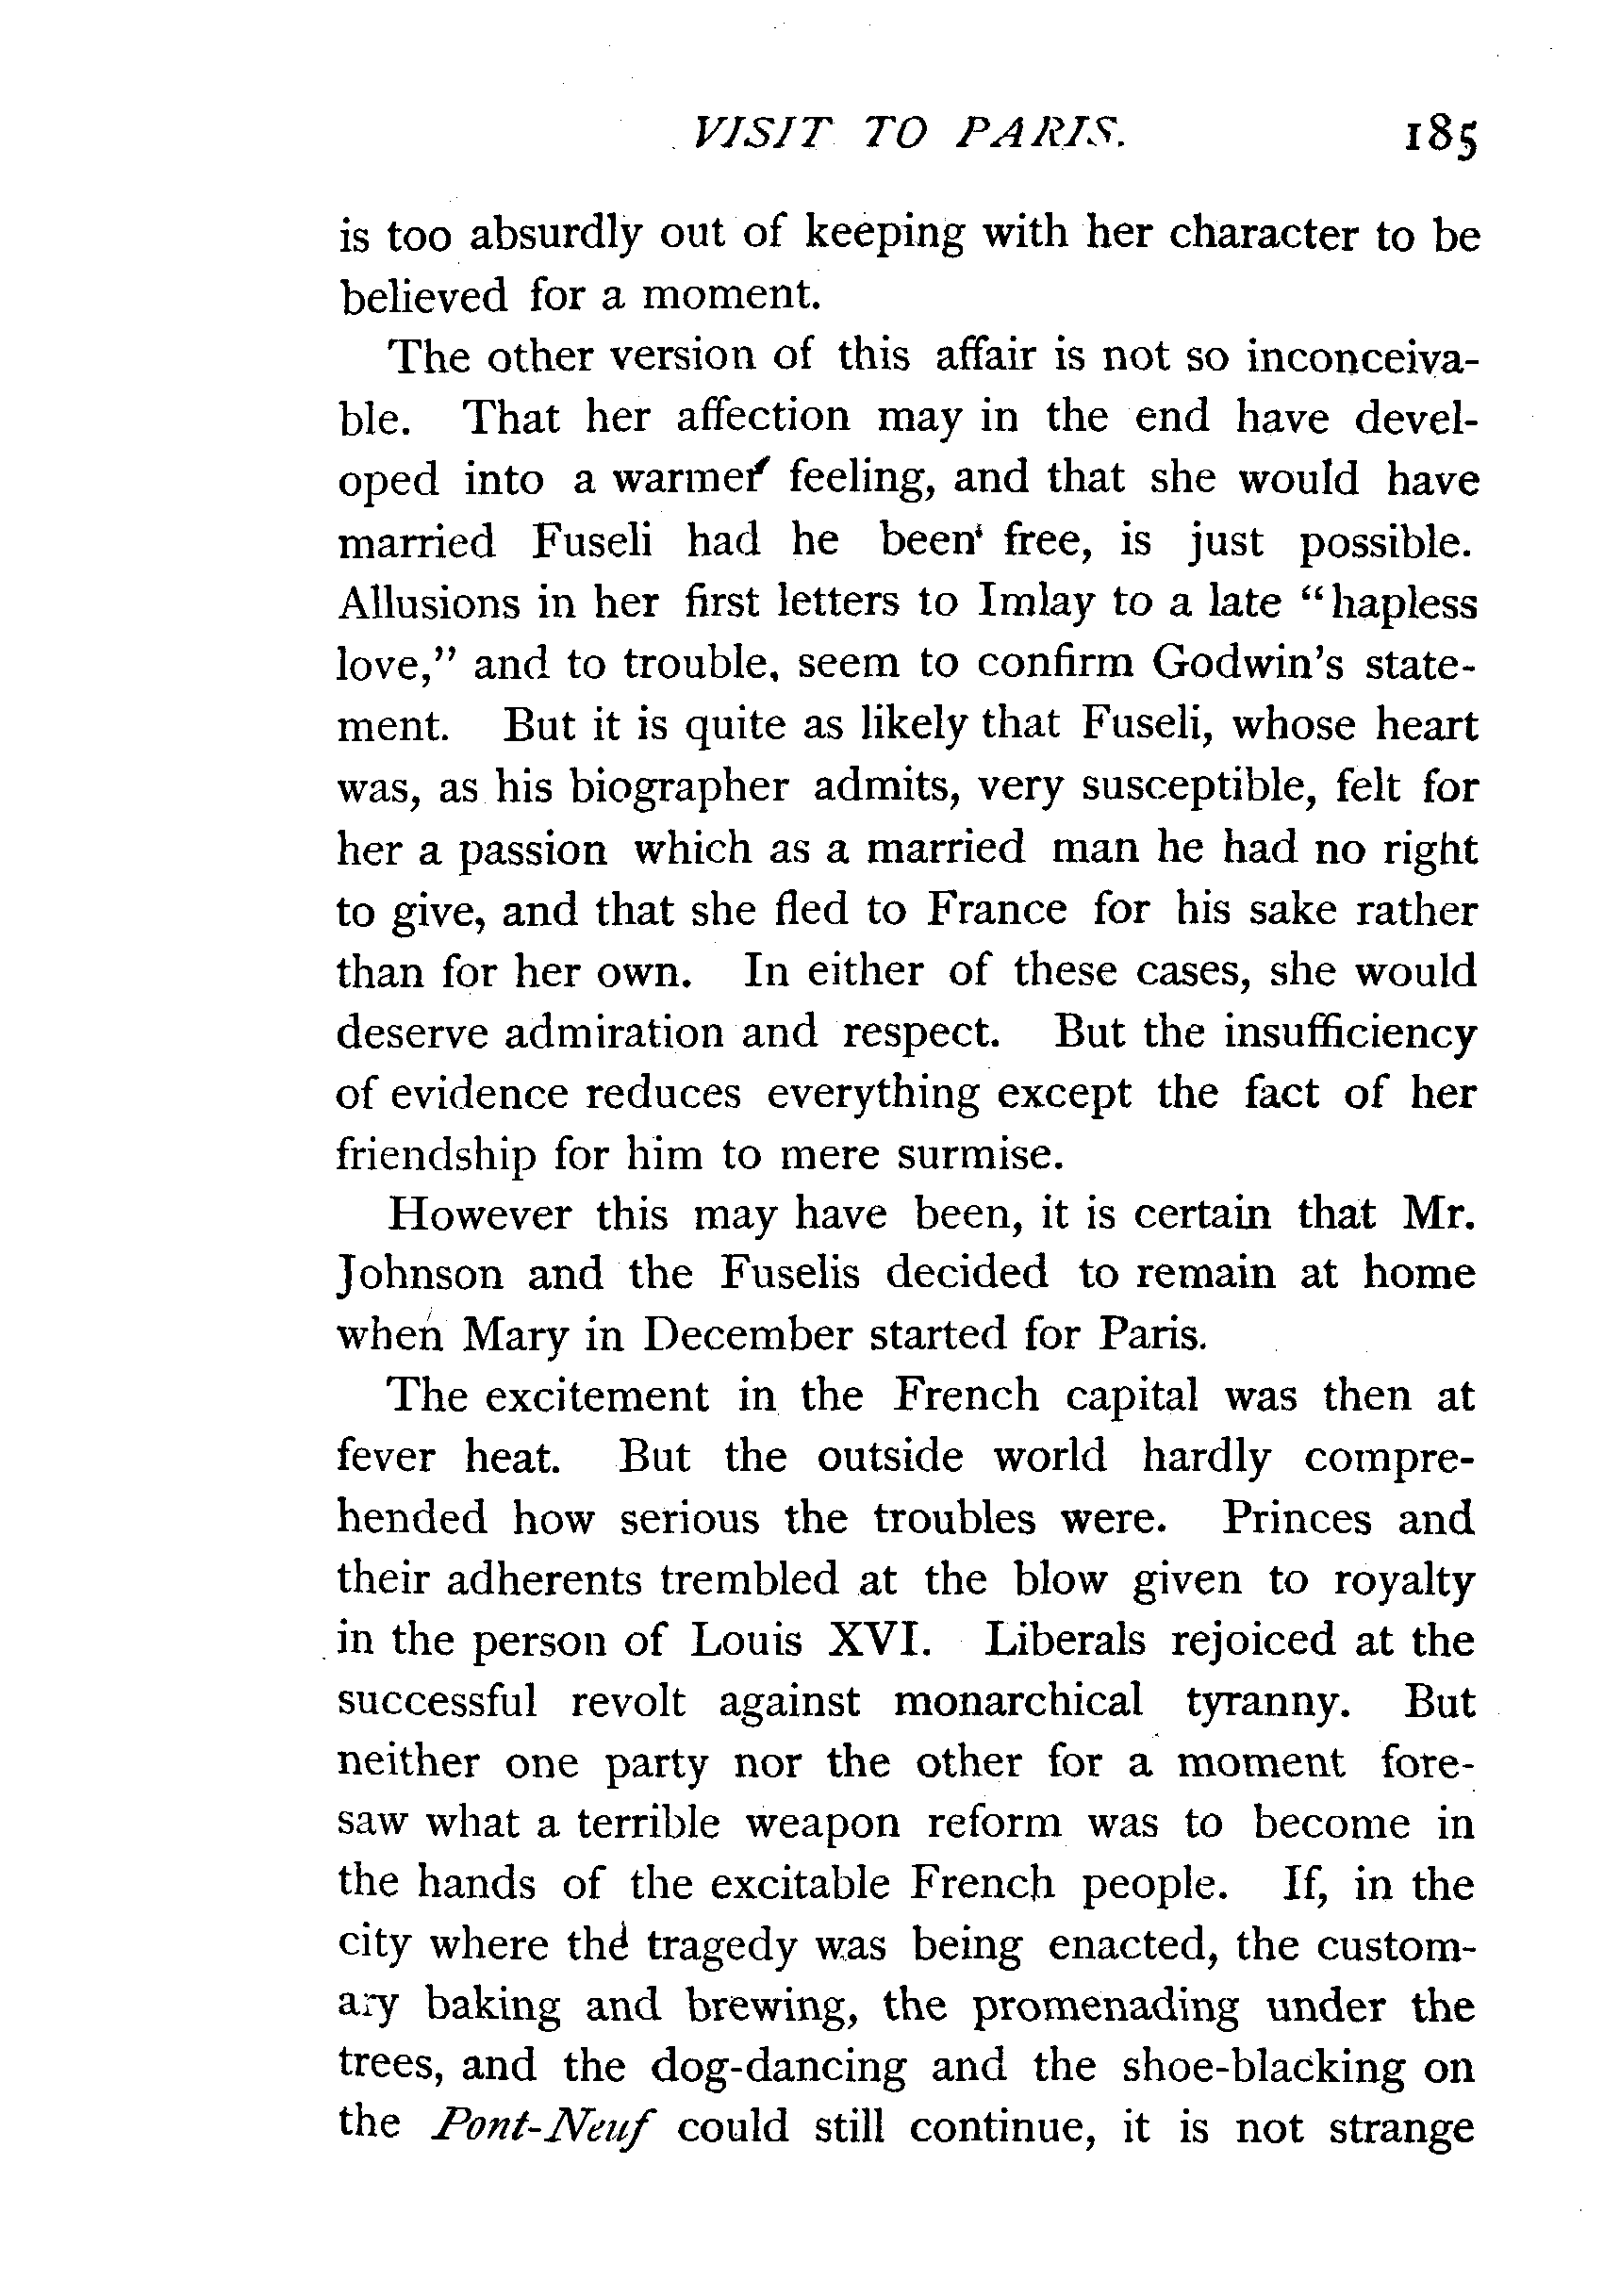 VISIT TO PARIS. 185
is too absurdly out of keeping with her character to be
believed for a moment.
The other version of this affair is not so inconceiva-
ble. That her affection may in the end have devel-
oped into a warmer feeling, and that she would have
married Fuseli had he been free, is just possible.
Allusions in her first letters to Imlay to a late "hapless
love," and to trouble, seem to confirm Godwin's state-
ment. But it is quite as likely that Fuseli, whose heart
was, as his biographer admits, very susceptible, felt for
her a passion which as a married man he had no right
to give, and that she fled to France for his sake rather
than for her own. In either of these cases, she would
deserve admiration and respect. But the insufficiency
of evidence reduces everything except the fact of her
friendship for him to mere surmise.
However this may have been, it is certain that Mr.
Johnson and the Fuselis decided to remain at home
when Mary in December started for Paris.
The excitement in the French capital was then at
fever heat. But the outside world hardly compre-
hended how serious the troubles were. Princes and
their adherents trembled at the blow given to royalty
in the person of Louis XVI. Liberals rejoiced at the
successful revolt against monarchical tyranny. But
neither one party nor the other for a moment fore-
saw what a terrible weapon reform was to become in
the hands of the excitable French people. If, in the
city where the tragedy was being enacted, the custom-
ary baking and brewing, the promenading under the
trees, and the dog-dancing and the shoe-blacking on
the Pont-Neuf could still continue, it is not strange